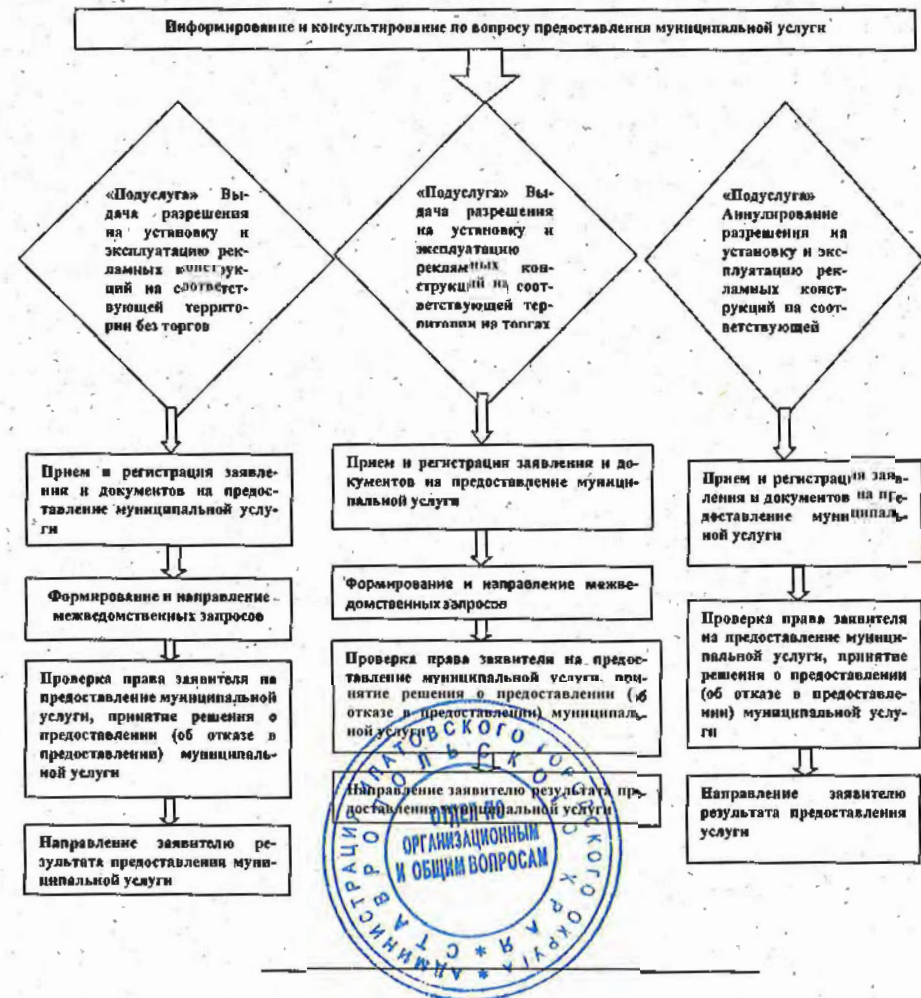 Информирование и консультирование по вопросу предоставления муниципальной услуги
«Подуслуга» Вы-
дача разрешения
на установку и
эксплуатацию рек-
ламных конструк-
ций на соответст-
вующей террито-
рии без торгов
«Подуслуга» Вы-
дача разрешения
на установку и
эксплуатацию
рекламных кон-
струкций на соот-
ветствующей тер-
ритории на торгах
«Подуслуга»
Аннулирование
разрешения на
установку и экс-
плуатацию рек-
ламных конст-
рукций на соот-
ветствующей
Прием и регистрация заявле-
ния и документов на предос-
тавление муниципальной услу-
ги
Формирование и направление
межведомственных запросов
Проверка права заявителя на
предоставление муниципальной
услуги, принятие решения о
предоставлении (об отказе в
предоставлении) муниципаль-
ной услуги
Направление заявителю ре-
зультата предоставления муни-
ципальной услуги
Прием и регистрация заявления и до-
кументов на предоставление муници-
пальной услуги
Формирование и направление межве-
домственных запросов
Проверка права заявителя на предос-
тавление муниципальной услуги, при-
нятие решения о предоставлении (об
отказе в предоставлении) муниципаль-
ной услуги
Направление заявителю результата пре-
доставления муниципальной услуги
Прием и регистрации заяв-
ления и документов на пре-
доставление муниципаль-
ной услуги
Проверка права заявителя
на предоставление муници-
пальной услуги, принятие
решения о предоставлении
(об отказе в предоставле-
нии) муниципальной услу-
ги
Направление заявителю
результата предоставления
услуги
АДМИНИСТРАЦИЯ ИПАТОВСКОГО ГОРОДСКОГО ОКРУГА *
СТАВРОПОЛЬСКОГО КРАЯ *
ОТДЕЛ ПО
ОРГАНИЗАЦИОННЫМ
И ОБЩИМ ВОПРОСАМ